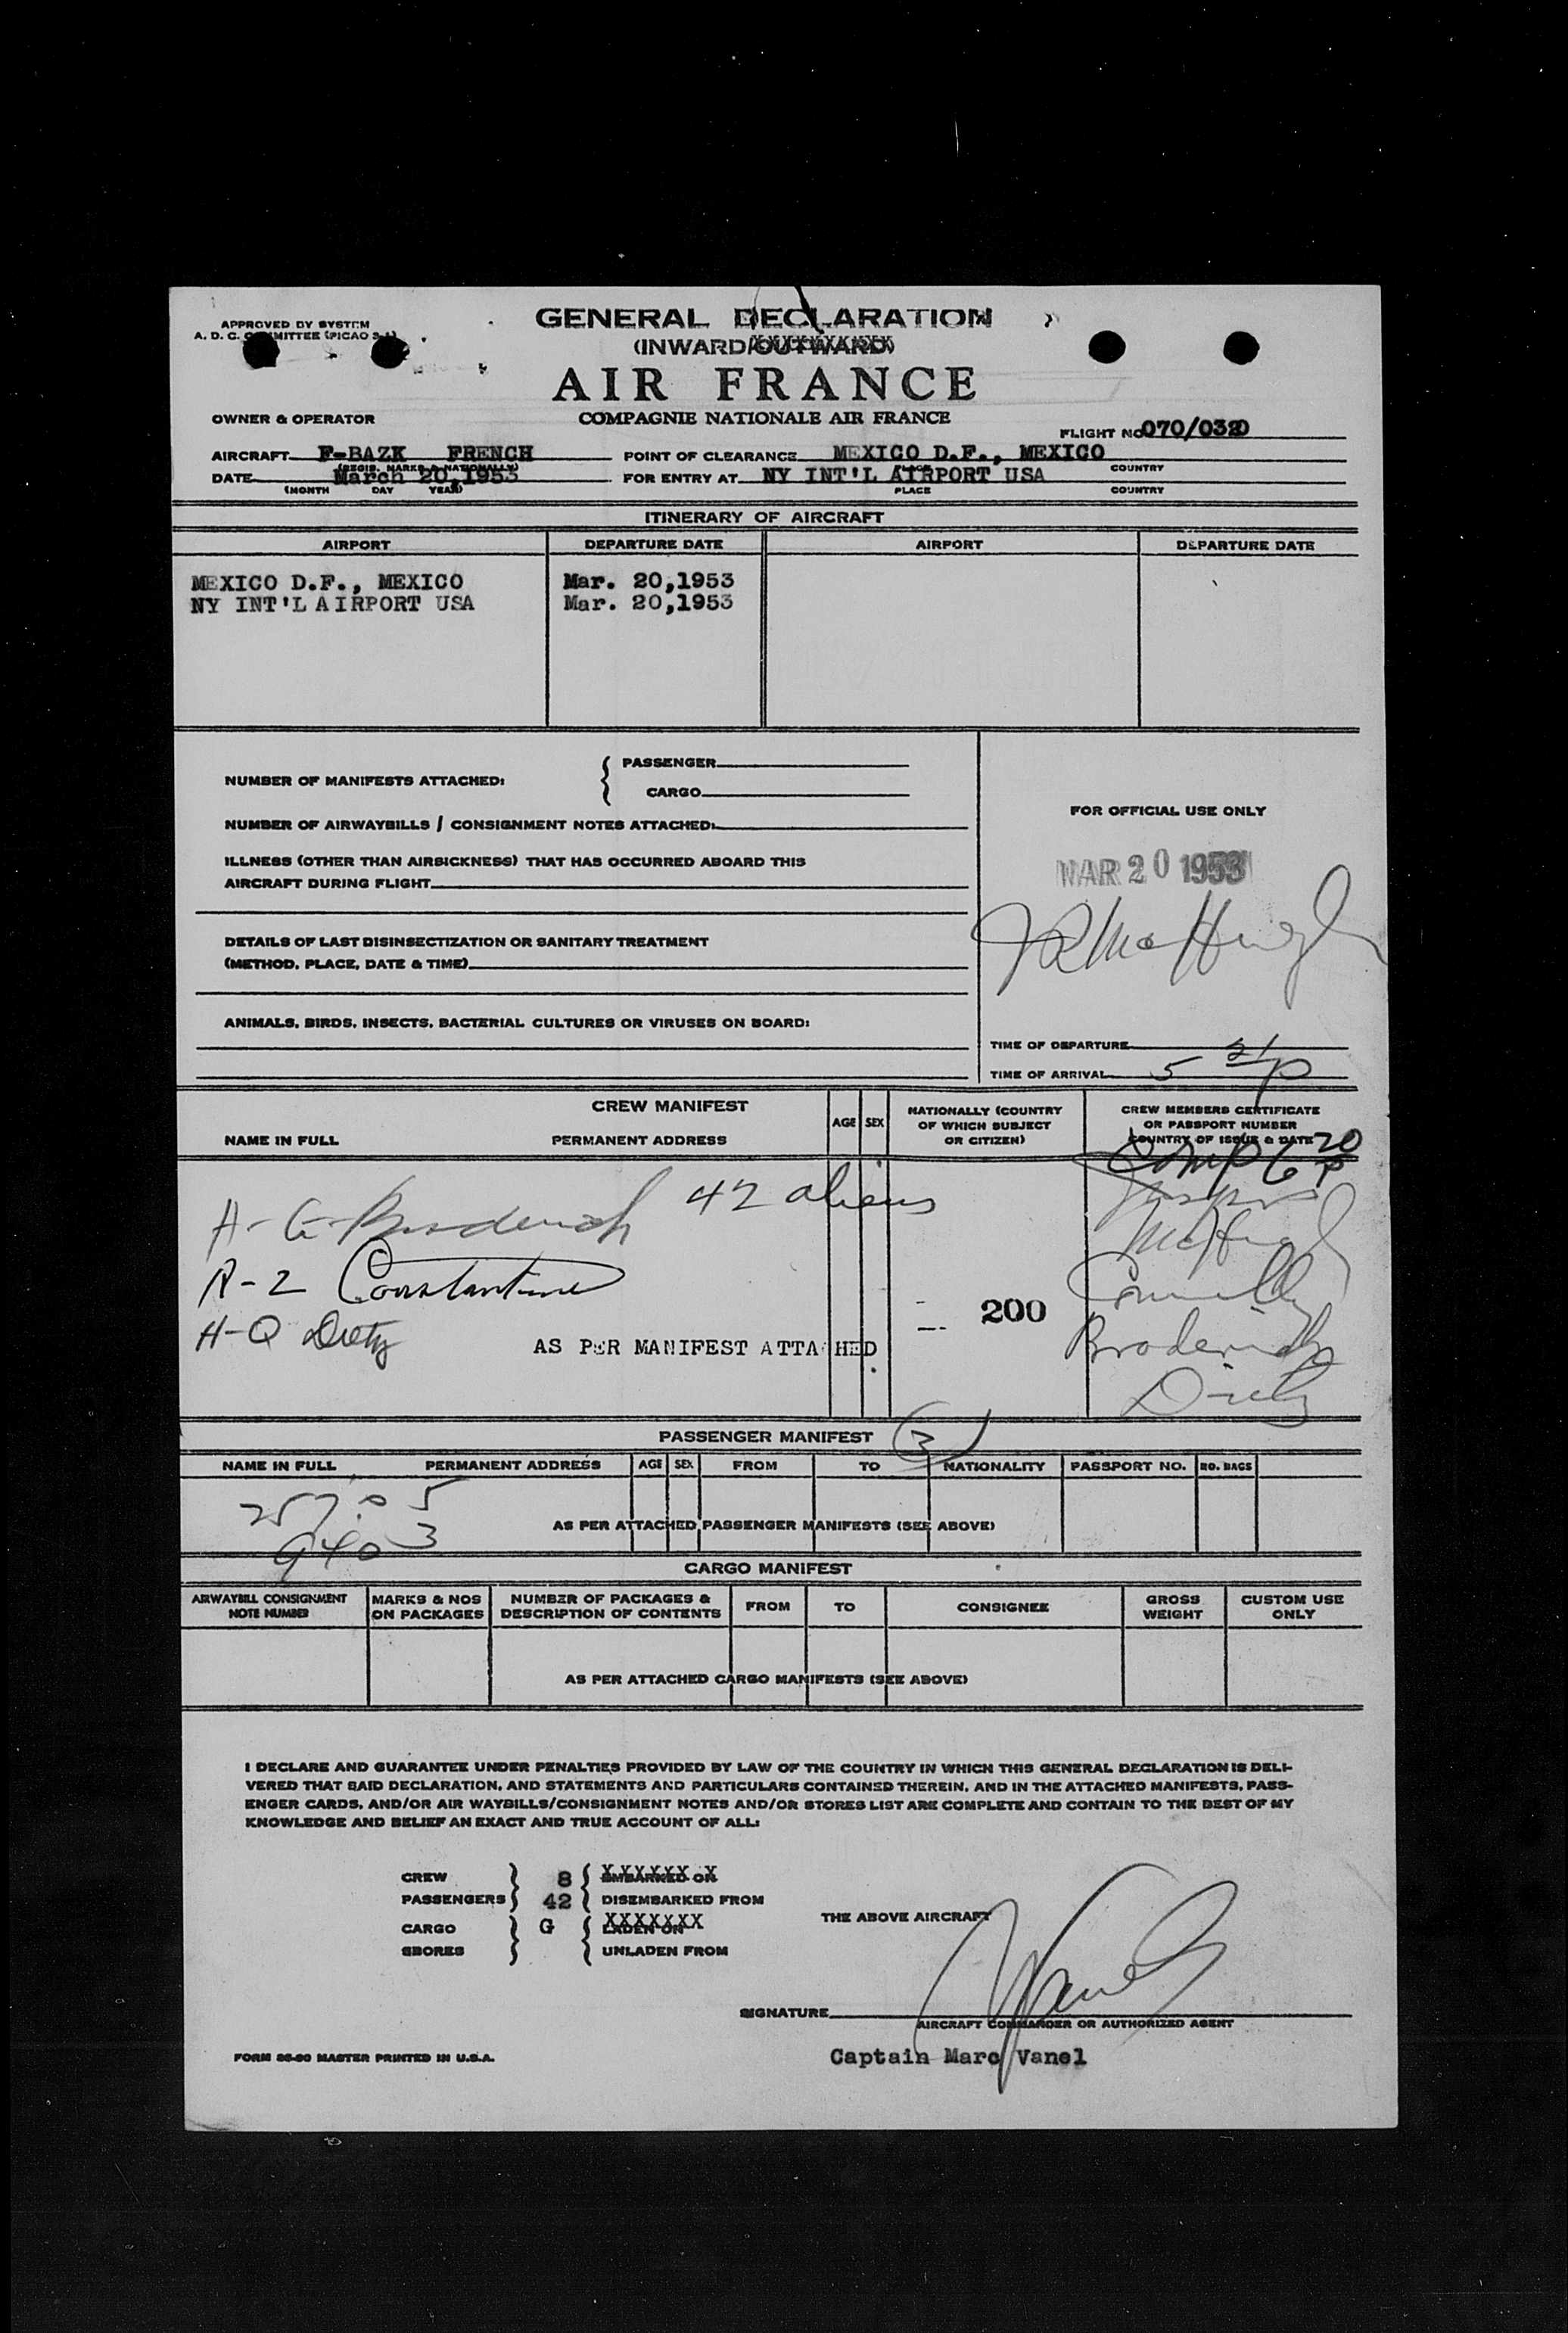 APPROVED BY SYSTEM
GENERAL DECLARATION
(INWARD/OUTWARD)
AIR FRANCE
COMPAGNIE NATIONALE AIR FRANCE
OWNER & OPERATOR
FLIGHT NO
AIRCRAFT F-BAZK FRENCH POINT OF CLEARANCE MEXICO D.F., MEXICO
(REGIS. MARKS & NATIONALLY) COUNTRY
DATE March 20,1953 FOR ENTRY AT NY INT'L AIRPORT USA
(MONTH DAY YEAR) PLACE COUNTRY
ITINERARY OF AIRCRAFT
AIRPORT DEPARTURE DATE AIRPORT DEPARTURE DATE
MEXICO D.F., MEXICO Mar. 20,1953
NY INT'L AIRPORT USA Mar. 20,1953
NUMBER OF MANIFESTS ATTACHED: PASSENGER
CARGO
FOR OFFICIAL USE ONLY
NUMBER OF AIRWAYBILLS / CONSIGNMENT NOTES ATTACHED:
ILLNESS (OTHER THAN AIRSICKNESS) THAT HAS OCCURRED ABOARD THIS
AIRCRAFT DURING FLIGHT
MAR 20 1953
DETAILS OF LAST DISINSECTIZATION OR SANITARY TREATMENT
(METHOD, PLACE, DATE & TIME)
ANIMALS, BIRDS, INSECTS, BACTERIAL CULTURES OR VIRUSES ON BOARD:
TIME OF DEPARTURE
TIME OF ARRIVAL 5 21 p
CREW MANIFEST
NAME IN FULL PERMANENT ADDRESS AGE SEX NATIONALLY (COUNTRY OF WHICH SUBJECT OR CITIZEN) CREW MEMBERS CERTIFICATE OR PASSPORT NUMBER COUNTRY OF ISSUE & DATE
Comp 6 20 P
A- G- Broderick 42 aliens
McHugh
R-2 Constantine Connelly
200
H-Q Dietz Broderick
AS PER MANIFEST ATTACHED
Dietz
PASSENGER MANIFEST (3)
NAME IN FULL PERMANENT ADDRESS AGE SEX FROM TO NATIONALITY PASSPORT NO. NO. BAGS
AS PER ATTACHED PASSENGER MANIFESTS (SEE ABOVE)
CARGO MANIFEST
AIRWAYBILL CONSIGNMENT NOTE NUMBER MARKS & NOS ON PACKAGES NUMBER OF PACKAGES & DESCRIPTION OF CONTENTS FROM TO CONSIGNEE GROSS WEIGHT CUSTOM USE ONLY
AS PER ATTACHED CARGO MANIFESTS (SEE ABOVE)
I DECLARE AND GUARANTEE UNDER PENALTIES PROVIDED BY LAW OF THE COUNTRY IN WHICH THIS GENERAL DECLARATION IS DELI-
VERED THAT SAID DECLARATION, AND STATEMENTS AND PARTICULARS CONTAINED THEREIN, AND IN THE ATTACHED MANIFESTS, PASS-
ENGER CARDS, AND/OR AIR WAYBILLS/CONSIGNMENT NOTES AND/OR STORES LIST ARE COMPLETE AND CONTAIN TO THE BEST OF MY
KNOWLEDGE AND BELIEF AN EXACT AND TRUE ACCOUNT OF ALL:
CREW 8 EMBARKED ON
PASSENGERS 42 DISEMBARKED FROM
THE ABOVE AIRCRAFT
CARGO G LADEN ON
SBORES UNLADEN FROM
SIGNATURE Vanel
AIRCRAFT COMMANDER OR AUTHORIZED AGENT
FORM 86-90 MASTER PRINTED IN U.S.A. Captain Marc Vanel